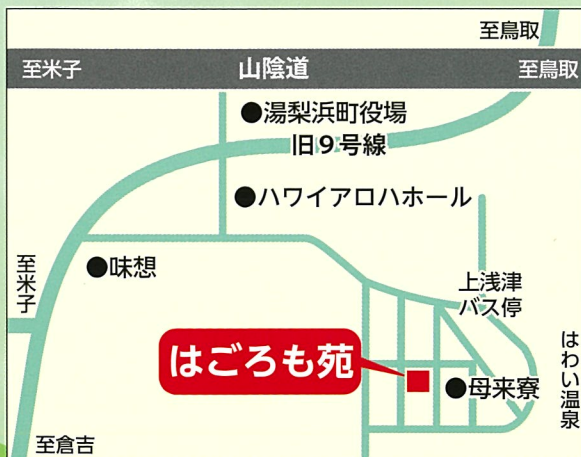 至鳥取
至米子
山陰道
至鳥取
●湯梨浜町役場
旧9号線
●ハワイアロハホール
至米子
●味想
上浅津
バス停
はごろも苑
●母来寮
はわい温泉
至倉吉